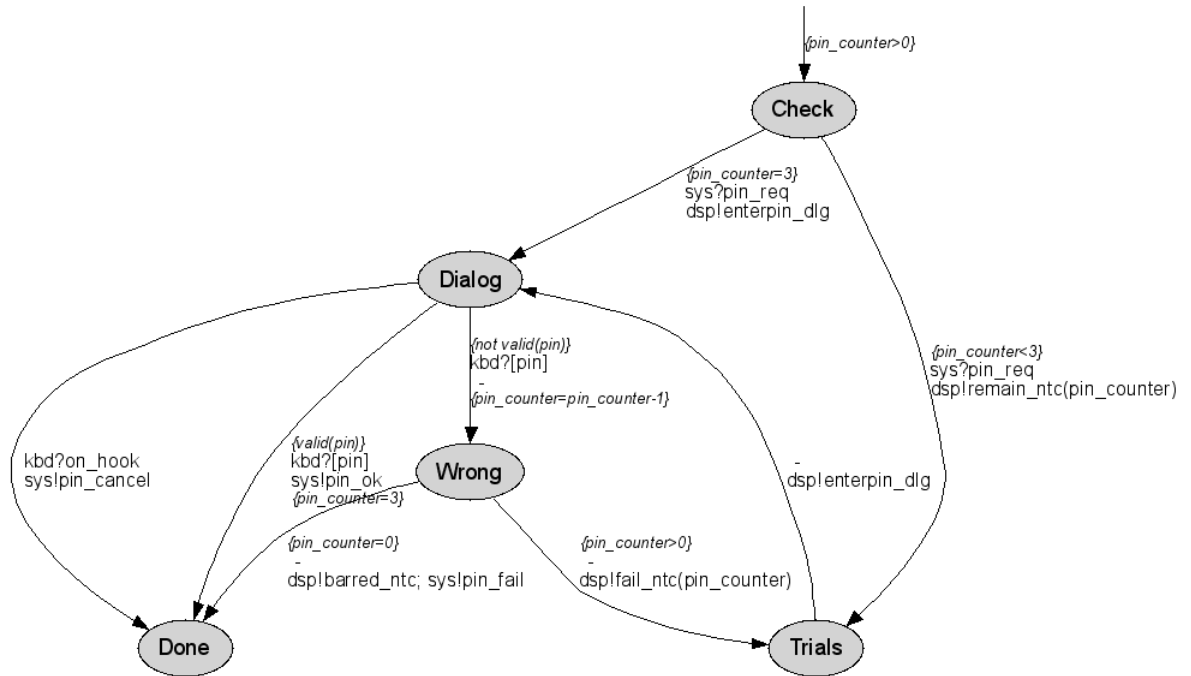 {pin_counter>0}
Check
{pin_counter=3}
sys?pin_req
dsp!enterpin_dlg
Dialog
{not valid(pin)}
kbd?[pin]
-
{pin_counter=pin_counter-1}
{pin_counter<3}
sys?pin_req
dsp!remain_ntc(pin_counter)
kbd?on_hook
sys!pin_cancel
{valid(pin)}
kbd?[pin]
sys!pin_ok
{pin_counter=3}
Wrong
-
dsp!enterpin_dlg
{pin_counter=0}
-
dsp!barred_ntc; sys!pin_fail
{pin_counter>0}
-
dsp!fail_ntc(pin_counter)
Done
Trials